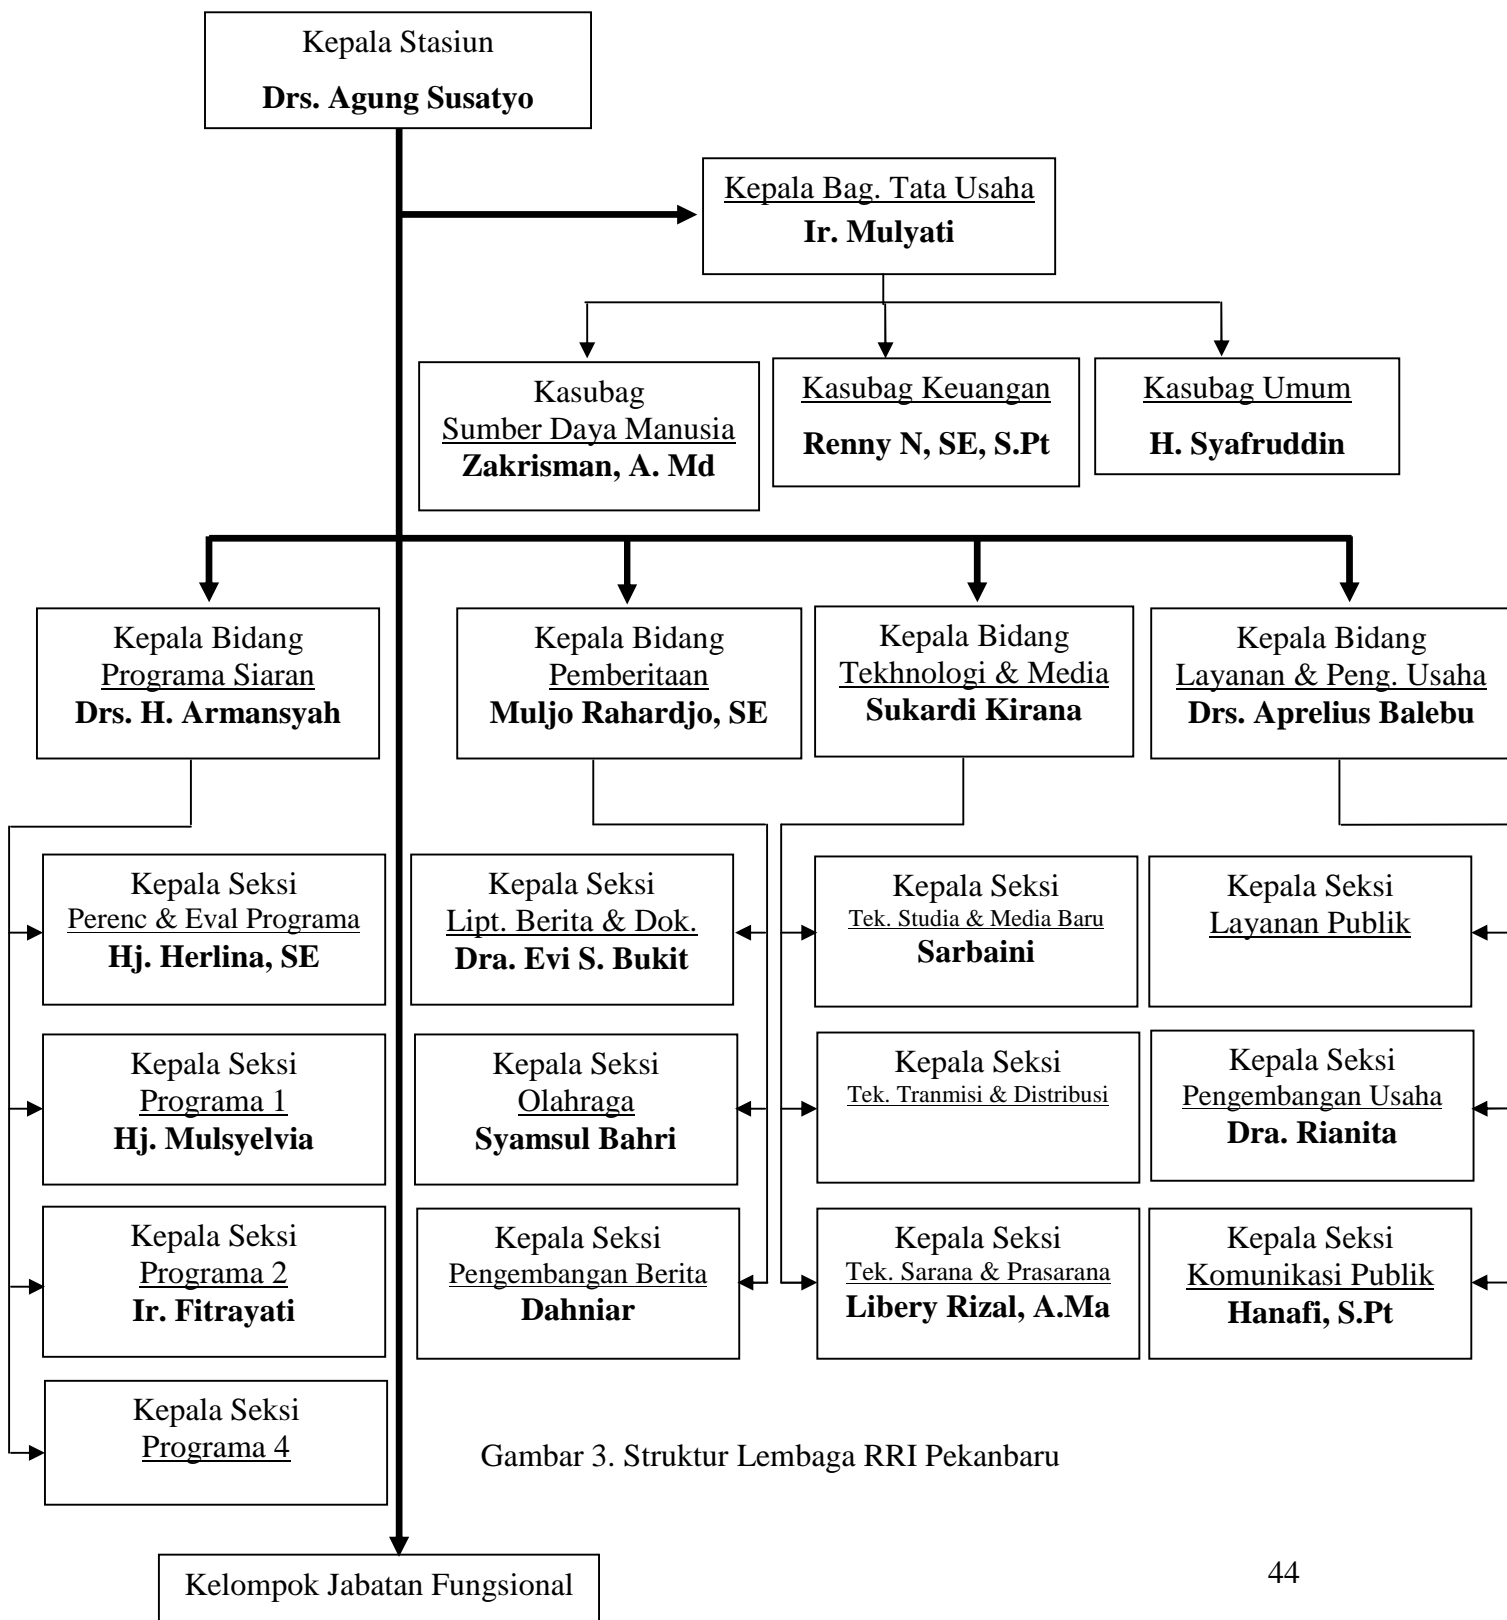 Kepala Stasiun
Drs. Agung Susatyo
Kepala Bag. Tata Usaha
Ir. Mulyati
Kasubag
Sumber Daya Manusia
Zakrisman, A. Md
Kasubag Keuangan
Renny N, SE, S.Pt
Kasubag Umum
H. Syafruddin
Kepala Bidang
Programa Siaran
Drs. H. Armansyah
Kepala Bidang
Pemberitaan
Muljo Rahardjo, SE
Kepala Bidang
Tekhnologi & Media
Sukardi Kirana
Kepala Bidang
Layanan & Peng. Usaha
Drs. Aprelius Balebu
Kepala Seksi
Perenc & Eval Programa
Hj. Herlina, SE
Kepala Seksi
Lipt. Berita & Dok.
Dra. Evi S. Bukit
Kepala Seksi
Tek. Studia & Media Baru
Sarbaini
Kepala Seksi
Layanan Publik
Kepala Seksi
Programa 1
Hj. Mulsyelvia
Kepala Seksi
Olahraga
Syamsul Bahri
Kepala Seksi
Tek. Tranmisi & Distribusi
Kepala Seksi
Pengembangan Usaha
Dra. Rianita
Kepala Seksi
Programa 2
Ir. Fitrayati
Kepala Seksi
Pengembangan Berita
Dahniar
Kepala Seksi
Tek. Sarana & Prasarana
Libery Rizal, A.Ma
Kepala Seksi
Komunikasi Publik
Hanafi, S.Pt
Kepala Seksi
Programa 4
Gambar 3. Struktur Lembaga RRI Pekanbaru
Kelompok Jabatan Fungsional
44